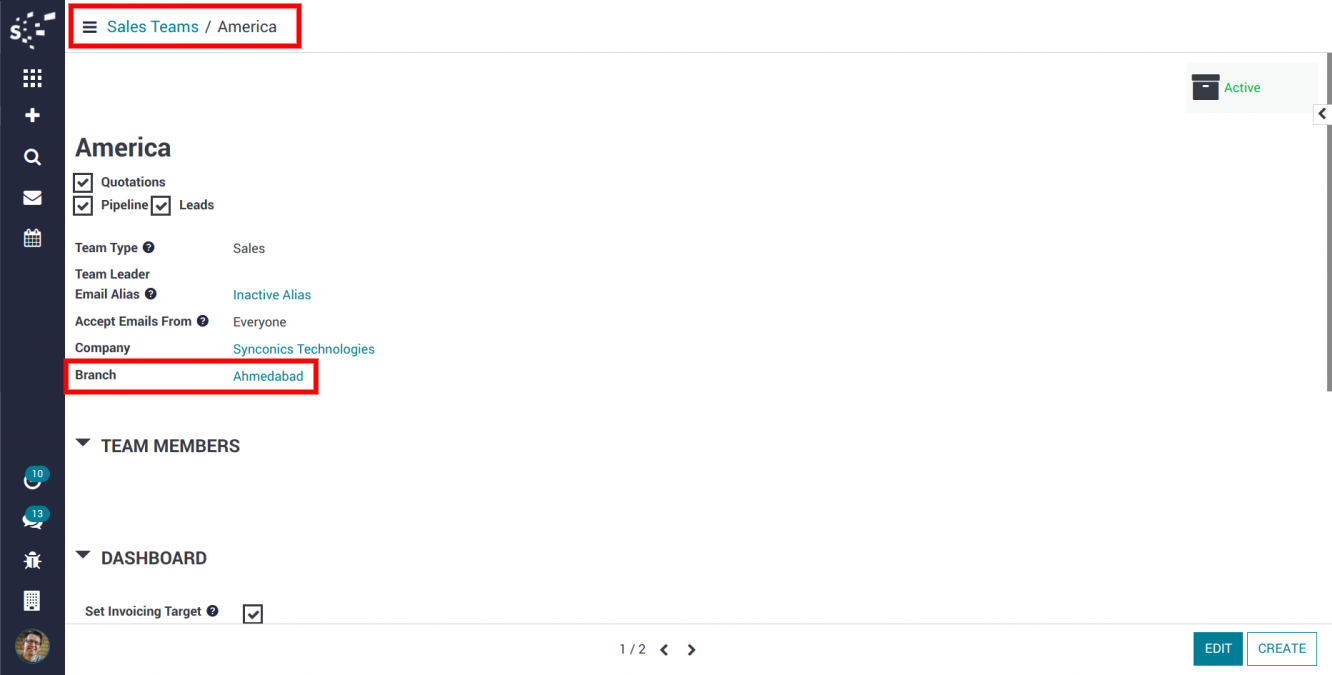 Sales Teams / America
Active
America
Quotations
Pipeline Leads
Team Type ? Sales
Team Leader
Email Alias ? Inactive Alias
Accept Emails From ? Everyone
Company Synconics Technologies
Branch Ahmedabad
TEAM MEMBERS
10
13
DASHBOARD
Set Invoicing Target ?
1 / 2
EDIT CREATE